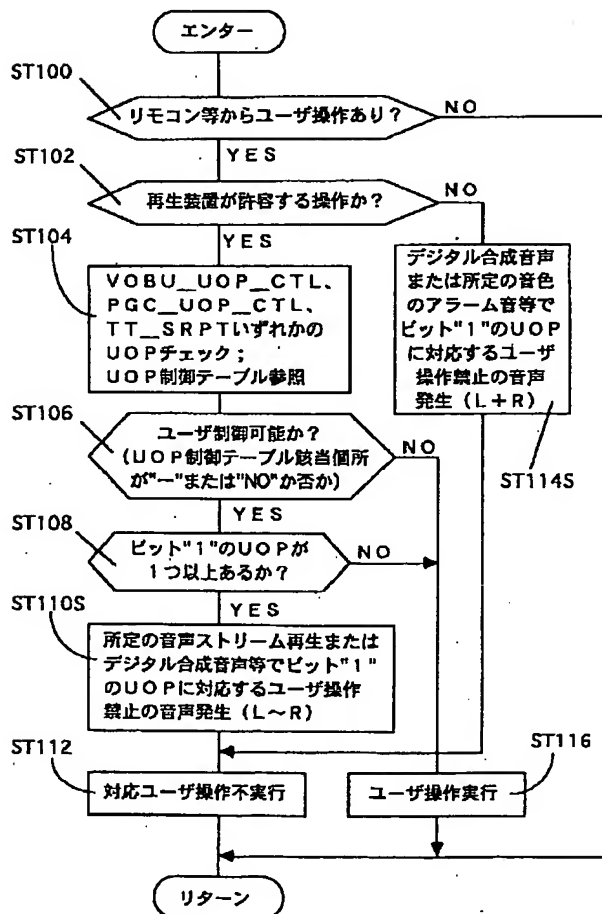 エンター
ST100
リモコン等からユーザ操作あり？
NO
YES
ST102
再生装置が許容する操作か？
NO
YES
ST104
VOBU_UOP_CTL、
PGC_UOP_CTL、
TT_SRPTいずれかの
UOPチェック；
UOP制御テーブル参照
デジタル合成音声
または所定の音色
のアラーム音等で
ビット"1"のUOP
に対応するユーザ
操作禁止の音声
発生（L＋R）
ST114S
ST106
ユーザ制御可能か？
（UOP制御テーブル該当個所
が"ー"または"NO"か否か）
NO
YES
ST108
ビット"1"のUOPが
1つ以上あるか？
NO
YES
ST110S
所定の音声ストリーム再生または
デジタル合成音声等でビット"1"
のUOPに対応するユーザ操作
禁止の音声発生（L〜R）
ST112
対応ユーザ操作不実行
ST116
ユーザ操作実行
リターン